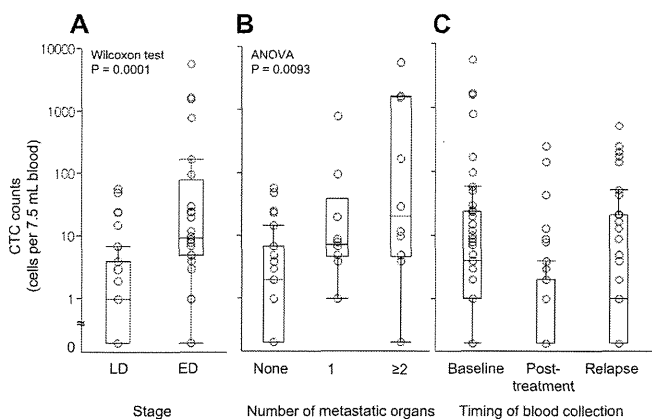 A
B
C
Wilcoxon test
P = 0.0001
ANOVA
P = 0.0093
CTC counts
(cells per 7.5 mL blood)
10000
1000
100
10
1
≈
0
LD
ED
None
1
≥2
Baseline
Post-
treatment
Relapse
Stage
Number of metastatic organs
Timing of blood collection